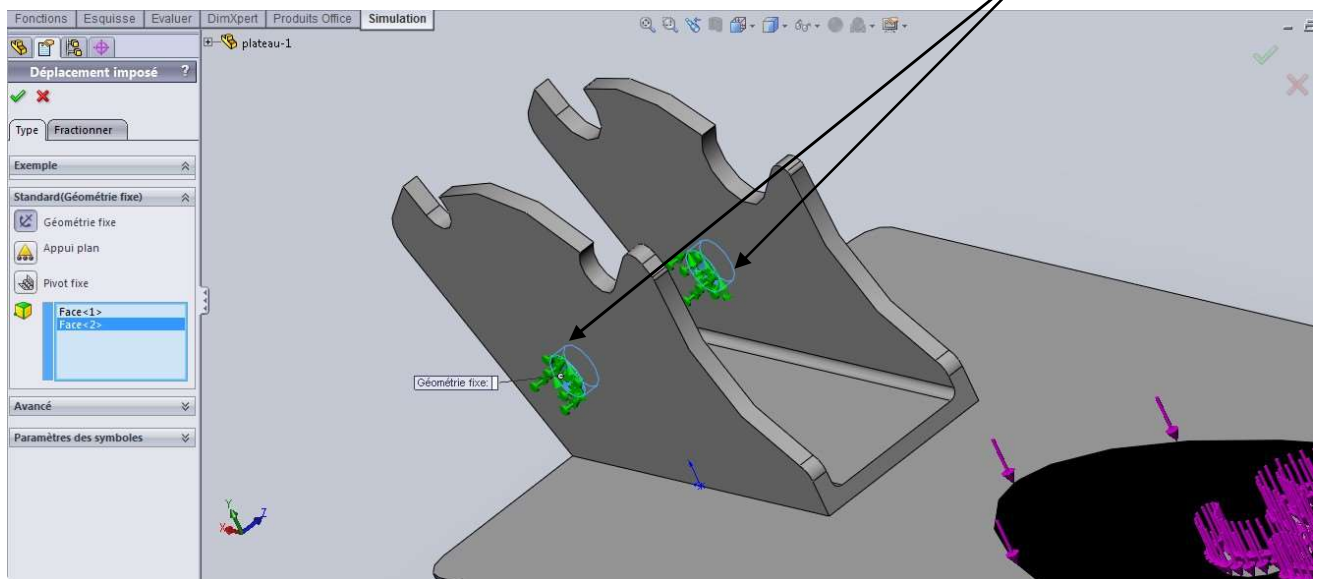 Fonctions Esquisse Evaluer DimXpert Produits Office Simulation
plateau-1
Déplacement imposé ?
Type Fractionner
Exemple
Standard(Géométrie fixe)
Géométrie fixe
Appui plan
Pivot fixe
Face<1>
Face<2>
Avancé
Paramètres des symboles
Géométrie fixe:
Y
X
Z